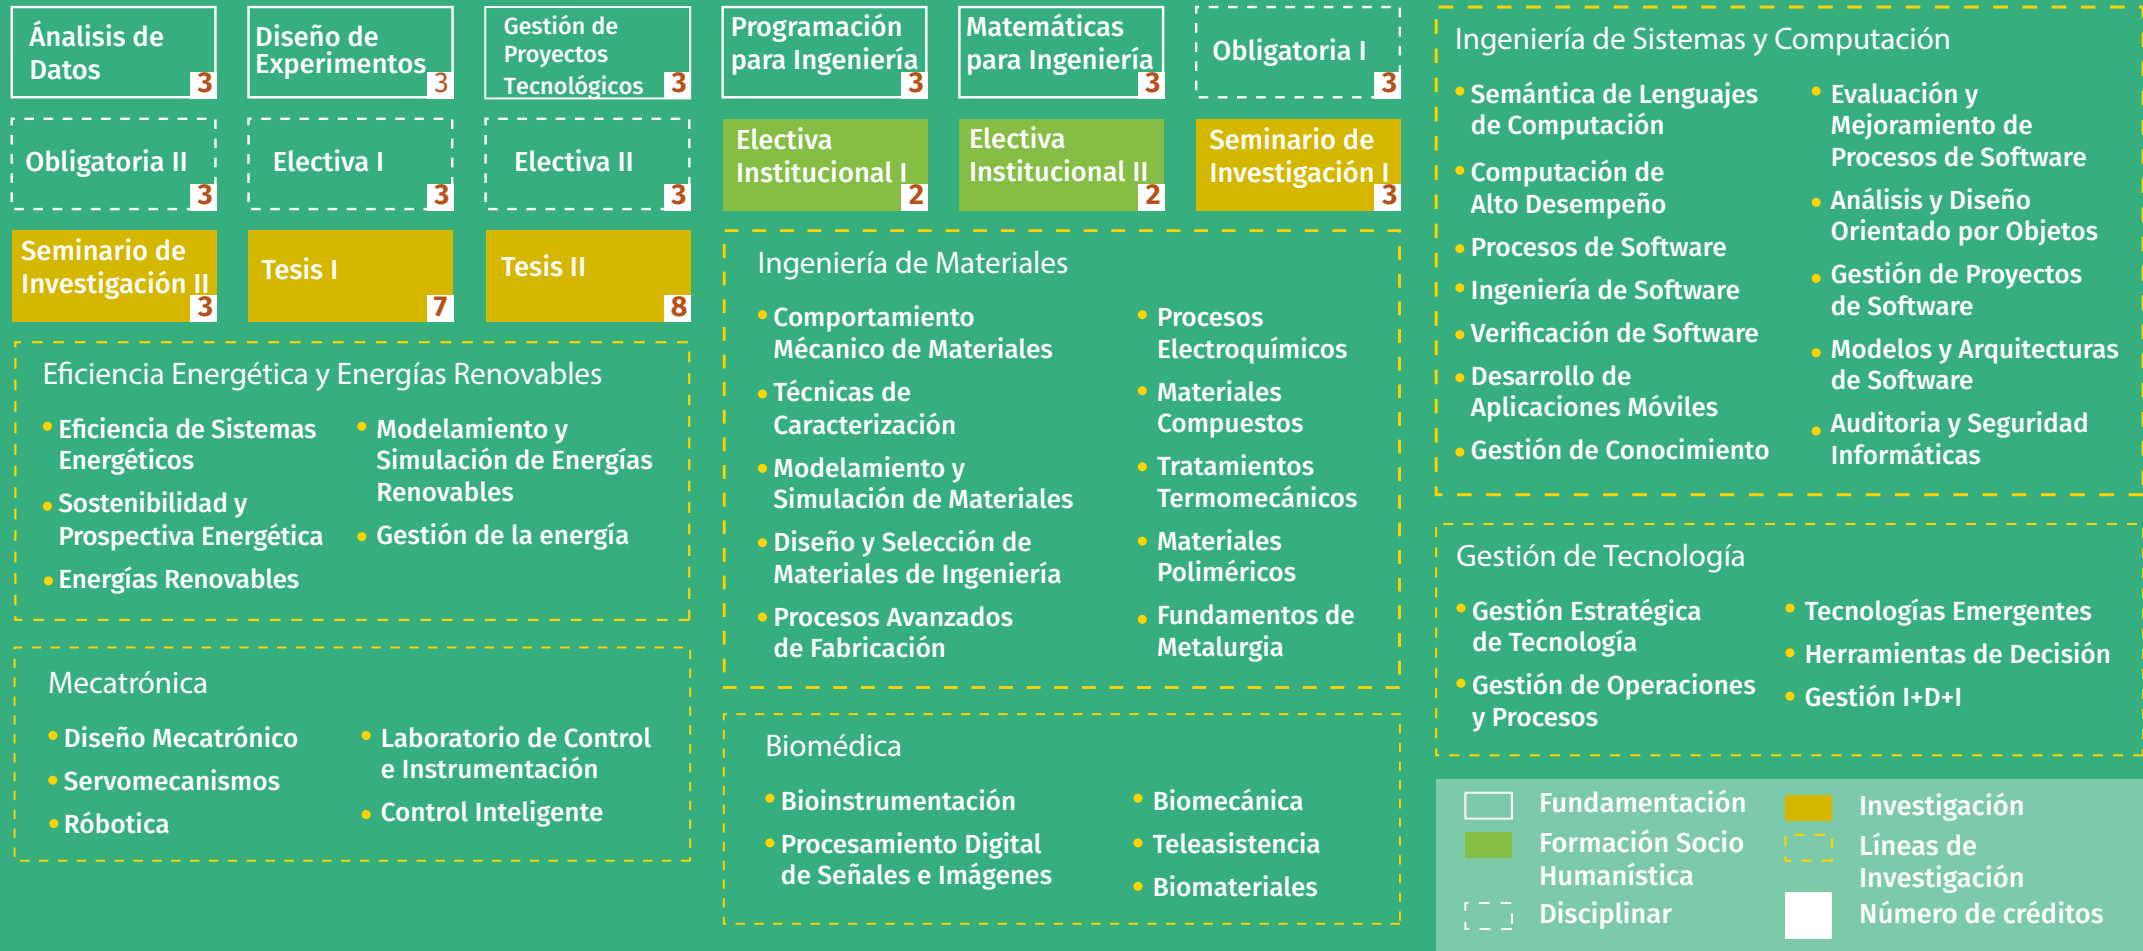 Ánalisis de
Datos
3
Diseño de
Experimentos
3
Gestión de
Proyectos
Tecnológicos
3
Programación
para Ingeniería
3
Matemáticas
para Ingeniería
3
Obligatoria I
3
Obligatoria II
3
Electiva I
3
Electiva II
3
Electiva
Institucional I
2
Electiva
Institucional II
2
Seminario de
Investigación I
3
Seminario de
Investigación II
3
Tesis I
7
Tesis II
8
Eficiencia Energética y Energías Renovables
Eficiencia de Sistemas
Energéticos
Sostenibilidad y
Prospectiva Energética
Energías Renovables
Modelamiento y
Simulación de Energías
Renovables
Gestión de la energía
Mecatrónica
Diseño Mecatrónico
Servomecanismos
Róbotica
Laboratorio de Control
e Instrumentación
Control Inteligente
Ingeniería de Materiales
Comportamiento
Mécanico de Materiales
Técnicas de
Caracterización
Modelamiento y
Simulación de Materiales
Diseño y Selección de
Materiales de Ingeniería
Procesos Avanzados
de Fabricación
Procesos
Electroquímicos
Materiales
Compuestos
Tratamientos
Termomecánicos
Materiales
Poliméricos
Fundamentos de
Metalurgia
Biomédica
Bioinstrumentación
Procesamiento Digital
de Señales e Imágenes
Biomecánica
Teleasistencia
Biomateriales
Ingeniería de Sistemas y Computación
Semántica de Lenguajes
de Computación
Computación de
Alto Desempeño
Procesos de Software
Ingeniería de Software
Verificación de Software
Desarrollo de
Aplicaciones Móviles
Gestión de Conocimiento
Evaluación y
Mejoramiento de
Procesos de Software
Análisis y Diseño
Orientado por Objetos
Gestión de Proyectos
de Software
Modelos y Arquitecturas
de Software
Auditoria y Seguridad
Informáticas
Gestión de Tecnología
Gestión Estratégica
de Tecnología
Gestión de Operaciones
y Procesos
Tecnologías Emergentes
Herramientas de Decisión
Gestión I+D+I
Fundamentación
Formación Socio
Humanística
Disciplinar
Investigación
Líneas de
Investigación
Número de créditos